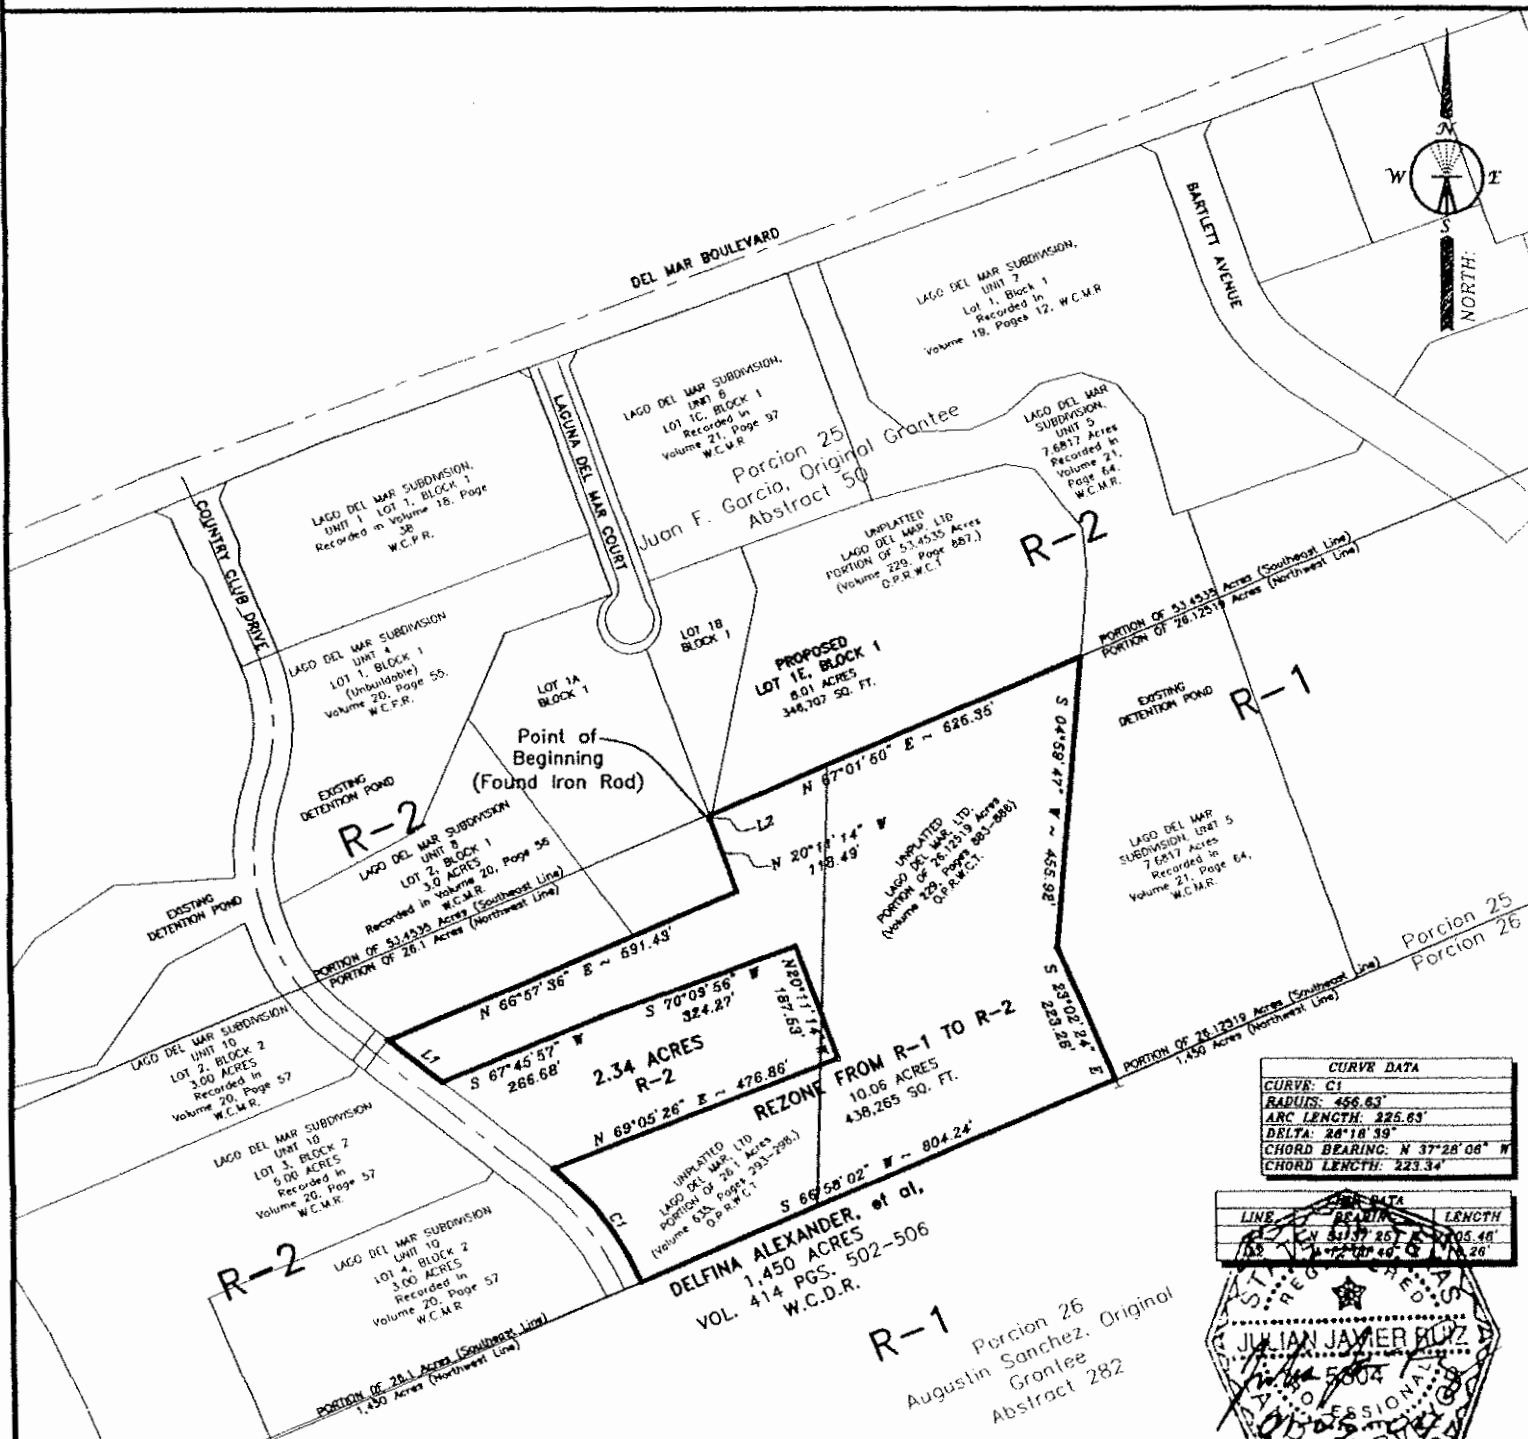 N
W
E
S
NORTH:
DEL MAR BOULEVARD
BARTLETT AVENUE
LAGO DEL MAR SUBDIVISION,
UNIT 7
Lot 1, Block 1
Recorded in
Volume 19, Pages 12, W.C.M.R
LAGO DEL MAR SUBDIVISION,
UNIT 6
LOT 1C, BLOCK 1
Recorded in
Volume 21, Page 97
W.C.M.R
LAGUNA DEL MAR COURT
LAGO DEL MAR
SUBDIVISION,
UNIT 5
7.6817 Acres
Recorded in
Volume 21,
Page 64,
W.C.M.R.
Porcion 25
Juan F. Garcia, Original Grantee
Abstract 50
LAGO DEL MAR SUBDIVISION,
UNIT 1 LOT 1, BLOCK 1
Recorded in Volume 18, Page
38
W.C.P.R.
COUNTRY CLUB DRIVE
UNPLATTED
LAGO DEL MAR, LTD
PORTION OF 53.4535 Acres
(Volume 229, Page 887,)
O.P.R.W.C.T
R-2
PORTION OF 53.4535 Acres (Southeast Line)
PORTION OF 26.12519 Acres (Northwest Line)
LAGO DEL MAR SUBDIVISION
UNIT 4
LOT 1, BLOCK 1
(Unbuildable)
Volume 20, Page 55,
W.C.P.R.
LOT 1A
BLOCK 1
LOT 1B
BLOCK 1
PROPOSED
LOT 1E, BLOCK 1
8.01 ACRES
348,707 SQ. FT.
Point of
Beginning
(Found Iron Rod)
EXISTING
DETENTION POND
R-2
N 67°01'50" E ~ 626.35'
L2
N 20°11'14" W
S 04°59'47" W ~ 455.92'
EXISTING
DETENTION POND
R-1
LAGO DEL MAR SUBDIVISION
UNIT 8
LOT 2, BLOCK 1
3.0 ACRES
Recorded in Volume 20, Page 56
W.C.M.R.
PORTION OF 53.4535 Acres (Southeast Line)
PORTION OF 26.1 Acres (Northwest Line)
UNPLATTED
LAGO DEL MAR, LTD.
PORTION OF 26.12519 Acres
(Volume 929, Pages 883-886)
O.P.R.W.C.T.
LAGO DEL MAR
SUBDIVISION, UNIT 5
7.6817 Acres
Recorded in
Volume 21, Page 64,
W.C.M.R.
EXISTING
DETENTION POND
Porcion 25
Porcion 26
N 66°57'36" E ~ 691.43'
L1
S 67°45'57" W
266.68'
S 70°09'56" W
324.27'
N20°11'14"W
187.53'
2.34 ACRES
R-2
N 69°05'26" E ~ 476.86'
REZONE FROM R-1 TO R-2
10.06 ACRES
438,265 SQ. FT.
S 23°02'24" E
223.26'
PORTION OF 26.12519 Acres (Southeast Line)
1,450 Acres (Northwest Line)
LAGO DEL MAR SUBDIVISION
UNIT 10
LOT 2, BLOCK 2
3.00 ACRES
Recorded in
Volume 20, Page 57
W.C.M.R.
LAGO DEL MAR SUBDIVISION
UNIT 10
LOT 3, BLOCK 2
5.00 ACRES
Recorded in
Volume 20, Page 57
W.C.M.R.
LAGO DEL MAR SUBDIVISION
UNIT 10
LOT 4, BLOCK 2
3.00 ACRES
Recorded in
Volume 20, Page 57
W.C.M.R
R-2
UNPLATTED
LAGO DEL MAR, LTD
PORTION OF 26.1 Acres
(Volume 635, Pages 293-298,)
O.P.R.W.C.T
C1
S 66°58'02" W ~ 804.24'
DELFINA ALEXANDER, et al,
1,450 ACRES
VOL. 414 PGS. 502-506
W.C.D.R.
R-1
Porcion 26
Augustin Sanchez, Original
Grantee
Abstract 282
PORTION OF 26.1 Acres (Southeast Line)
1,450 Acres (Northwest Line)
CURVE DATA
CURVE: C1
RADUIS: 456.63'
ARC LENGTH: 225.63'
DELTA: 28°18'39"
CHORD BEARING: N 37°28'06" W
CHORD LENGTH: 223.34'
DATA
LINE BEARING LENGTH
STATE OF TEXAS
REGISTERED
JULIAN JAVIER RUIZ
5304
PROFESSIONAL